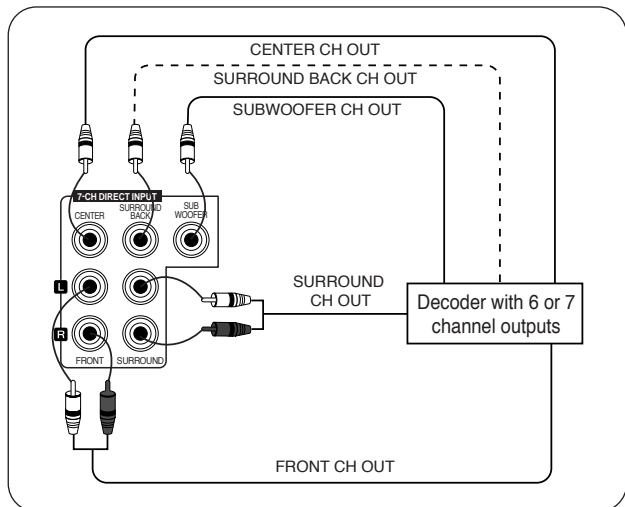 CENTER CH OUT
SURROUND BACK CH OUT
SUBWOOFER CH OUT
7-CH DIRECT INPUT
CENTER
SURROUND
BACK
SUB
WOOFER
L
R
FRONT
SURROUND
SURROUND
CH OUT
Decoder with 6 or 7
channel outputs
FRONT CH OUT